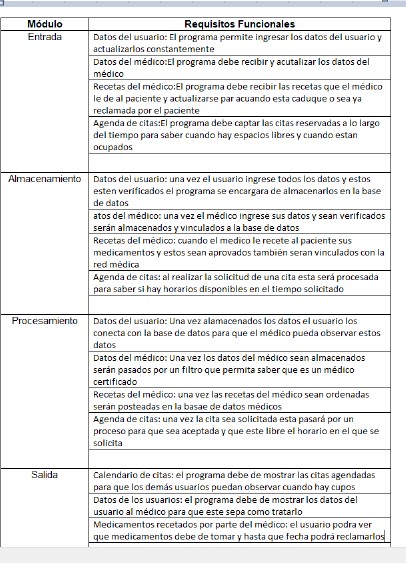 Módulo Requisitos Funcionales
Entrada Datos del usuario: El programa permite ingresar los datos del usuario y
actualizarlos constantemente
Datos del médico:El programa debe recibir y acutalizar los datos del
médico
Recetas del médico:El programa debe recibir las recetas que el médico
le de al paciente y actualizarse par acuando esta caduque o sea ya
reclamada por el paciente
Agenda de citas:El programa debe captar las citas reservadas a lo largo
del tiempo para saber cuando hay espacios libres y cuando estan
ocupados
Almacenamiento Datos del usuario: una vez el usuario ingrese todos los datos y estos
esten verificados el programa se encargara de almacenarlos en la base
de datos
atos del médico: una vez el médico ingrese sus datos y sean verificados
serán almacenados y vinculados a la base de datos
Recetas del médico: cuando el medico le recete al paciente sus
medicamentos y estos sean aprovados también seran vinculados con la
red médica
Agenda de citas: al realizar la solicitud de una cita esta será procesada
para saber si hay horarios disponibles en el tiempo solicitado
Procesamiento Datos del usuario: Una vez alamacenados los datos el usuario los
conecta con la base de datos para que el médico pueda observar estos
datos
Datos del médico: Una vez los datos del médico sean almacenados
serán pasados por un filtro que permita saber que es un médico
certificado
Recetas del médico: una vez las recetas del médico sean ordenadas
serán posteadas en la basae de datos médicos
Agenda de citas: una vez la cita sea solicitada esta pasará por un
proceso para que sea aceptada y que este libre el horario en el que se
solicita
Salida Calendario de citas: el programa debe de mostrar las citas agendadas
para que los demás usuarios puedan observar cuando hay cupos
Datos de los usuarios: el programa debe de mostrar los datos del
usuario al médico para que este sepa como tratarlo
Medicamentos recetados por parte del médico: el usuario podra ver
que medicamentos debe de tomar y hasta que fecha podrá reclamarlos